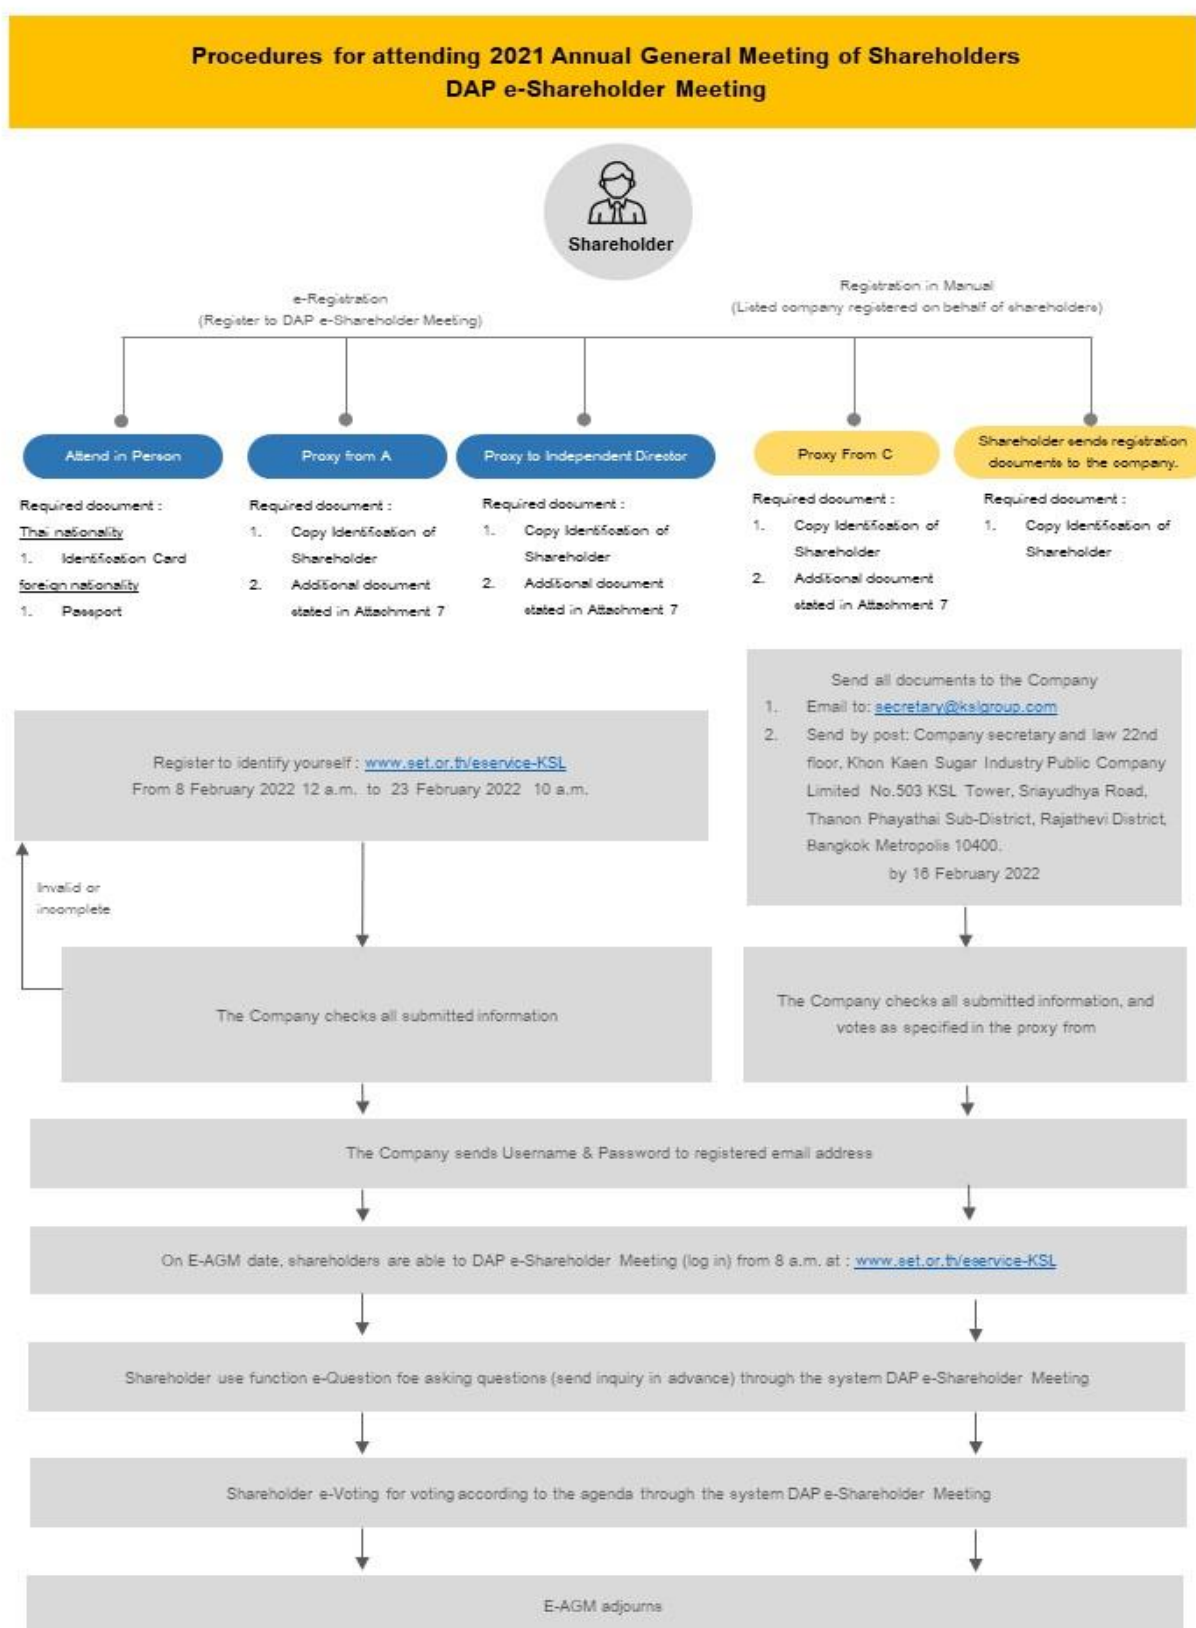 Procedures for attending 2021 Annual General Meeting of Shareholders
DAP e-Shareholder Meeting
Shareholder
e-Registration
(Register to DAP e-Shareholder Meeting)
Registration in Manual
(Listed company registered on behalf of shareholders)
Attend in Person
Required document :
Thai nationality
1. Identification Card
foreign nationality
1. Passport
Proxy from A
Required document :
1. Copy Identification of
Shareholder
2. Additional document
stated in Attachment 7
Proxy to Independent Director
Required document :
1. Copy Identification of
Shareholder
2. Additional document
stated in Attachment 7
Proxy From C
Required document :
1. Copy Identification of
Shareholder
2. Additional document
stated in Attachment 7
Shareholder sends registration
documents to the company.
Required document :
1. Copy Identification of
Shareholder
Register to identify yourself : www.set.or.th/eservice-KSL
From 8 February 2022 12 a.m. to 23 February 2022 10 a.m.
Send all documents to the Company
1. Email to: secretary@kslgroup.com
2. Send by post: Company secretary and law 22nd
floor, Khon Kaen Sugar Industry Public Company
Limited No.503 KSL Tower, Sriayudhya Road,
Thanon Phayathai Sub-District, Rajathevi District,
Bangkok Metropolis 10400.
by 16 February 2022
Invalid or
incomplete
The Company checks all submitted information
The Company checks all submitted information, and
votes as specified in the proxy from
The Company sends Username & Password to registered email address
On E-AGM date, shareholders are able to DAP e-Shareholder Meeting (log in) from 8 a.m. at : www.set.or.th/eservice-KSL
Shareholder use function e-Question foe asking questions (send inquiry in advance) through the system DAP e-Shareholder Meeting
Shareholder e-Voting for voting according to the agenda through the system DAP e-Shareholder Meeting
E-AGM adjourns